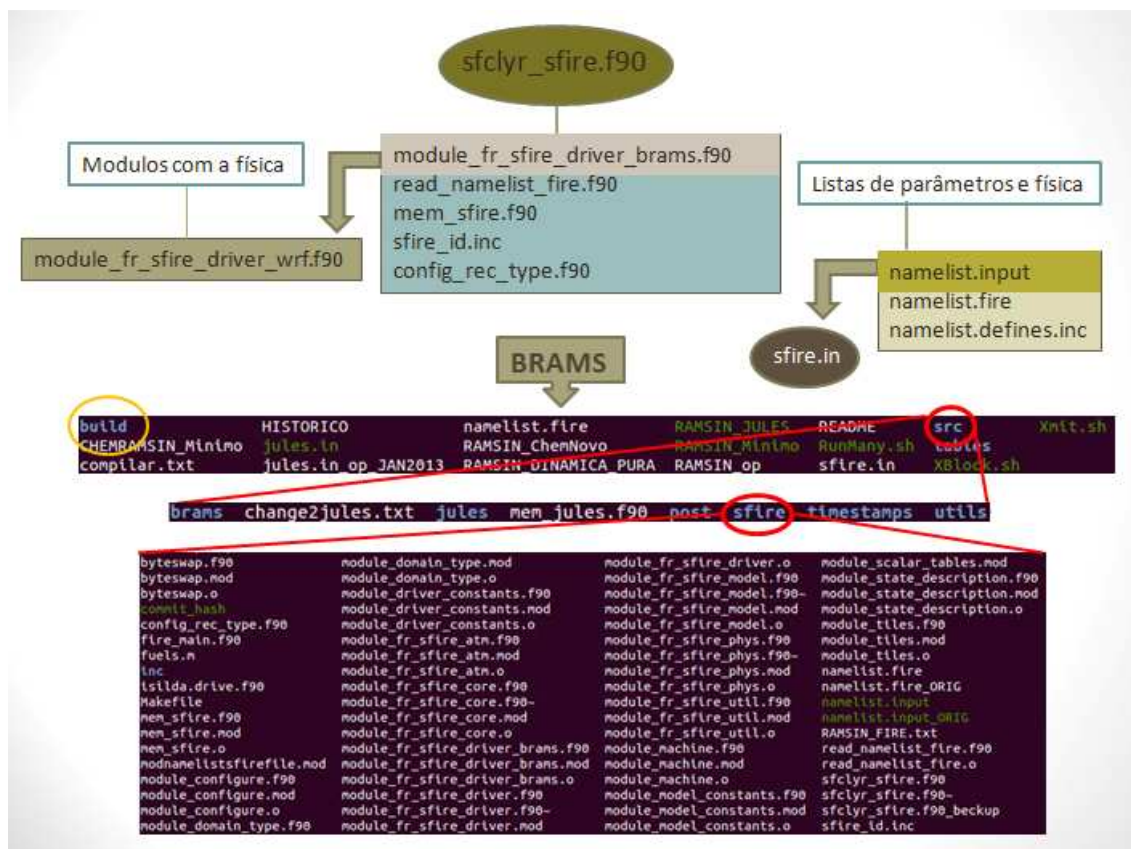 sfclyr_sfire.f90
Modulos com a física
module_fr_sfire_driver_wrf.f90
module_fr_sfire_driver_brams.f90
read_namelist_fire.f90
mem_sfire.f90
sfire_id.inc
config_rec_type.f90
Listas de parâmetros e física
namelist.input
namelist.fire
namelist.defines.inc
sfire.in
BRAMS
build HISTORICO namelist.fire RAMSIN_JULES README src Xmit.sh
CHEMRAMSIN_Minimo jules.in RAMSIN_ChemNovo RAMSIN_Minimo RunMany.sh tables
compilar.txt jules.in_op_JAN2013 RAMSIN_DINAMICA_PURA RAMSIN_op sfire.in XBlock.sh
brams change2jules.txt jules mem_jules.f90 post sfire timestamps utils
byteswap.f90 module_domain_type.mod module_fr_sfire_driver.o module_scalar_tables.mod
byteswap.mod module_domain_type.o module_fr_sfire_model.f90 module_state_description.f90
byteswap.o module_driver_constants.f90 module_fr_sfire_model.f90~ module_state_description.mod
commit_hash module_driver_constants.mod module_fr_sfire_model.mod module_state_description.o
config_rec_type.f90 module_driver_constants.o module_fr_sfire_model.o module_tiles.f90
fire_main.f90 module_fr_sfire_atm.f90 module_fr_sfire_phys.f90 module_tiles.mod
fuels.m module_fr_sfire_atm.mod module_fr_sfire_phys.f90~ module_tiles.o
inc module_fr_sfire_atm.o module_fr_sfire_phys.mod namelist.fire
isilda.drive.f90 module_fr_sfire_core.f90 module_fr_sfire_phys.o namelist.fire_ORIG
Makefile module_fr_sfire_core.f90~ module_fr_sfire_util.f90 namelist.input
mem_sfire.f90 module_fr_sfire_core.mod module_fr_sfire_util.mod namelist.input_ORIG
mem_sfire.mod module_fr_sfire_core.o module_fr_sfire_util.o RAMSIN_FIRE.txt
mem_sfire.o module_fr_sfire_driver_brams.f90 module_machine.f90 read_namelist_fire.f90
modnamelistsfirefile.mod module_fr_sfire_driver_brams.mod module_machine.mod read_namelist_fire.o
module_configure.f90 module_fr_sfire_driver_brams.o module_machine.o sfclyr_sfire.f90
module_configure.mod module_fr_sfire_driver.f90 module_model_constants.f90 sfclyr_sfire.f90~
module_configure.o module_fr_sfire_driver.f90~ module_model_constants.mod sfclyr_sfire.f90_beckup
module_domain_type.f90 module_fr_sfire_driver.mod module_model_constants.o sfire_id.inc